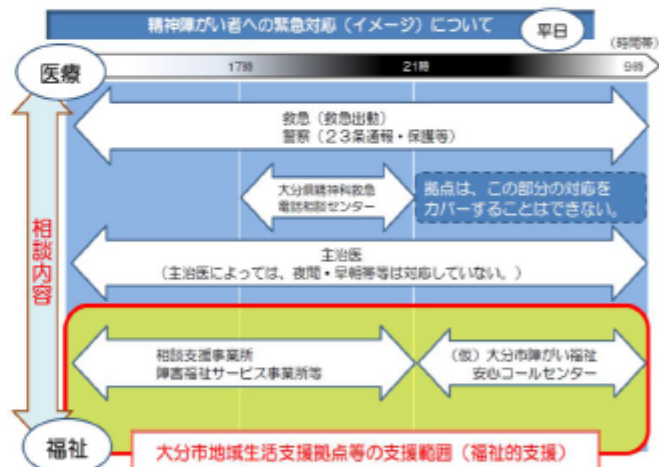 精神障がい者への緊急対応（イメージ）について
平日
（時間帯）
医療
17時
21時
9時
救急（救急出動）
警察（２３条通報・保護等）
大分県精神科救急
電話相談センター
拠点は、この部分の対応を
カバーすることはできない。
相談内容
主治医
（主治医によっては、夜間・早朝帯等は対応していない。）
相談支援事業所
障害福祉サービス事業所等
（仮）大分市障がい福祉
安心コールセンター
福祉
大分市地域生活支援拠点等の支援範囲（福祉的支援）